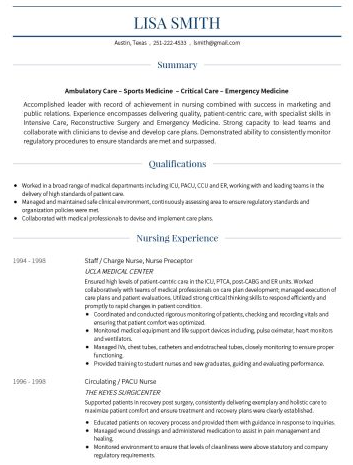 LISA SMITH
Austin, Texas , 251-222-4533 , lsmith@gmail.com
Summary
Ambulatory Care – Sports Medicine – Critical Care – Emergency Medicine
Accomplished leader with record of achievement in nursing combined with success in marketing
and public relations. Experience encompasses delivering quality, patient-centric care, with specialist skills in
Intensive Care, Reconstructive Surgery and Emergency Medicine. Strong capacity to lead teams and
collaborate with clinicians to devise and develop care plans. Demonstrated ability to consistently monitor
regulatory procedures to ensure standards are met and surpassed.
Qualifications
● Worked in a broad range of medical departments including ICU, PACU, CCU and ER, working with and leading teams in the
delivery of high standards of patient care.
● Managed and maintained safe clinical environment, continuously assessing area to ensure regulatory standards and
organization policies were met.
● Collaborated with medical professionals to devise and implement care plans.
Nursing Experience
1994 - 1998
Staff / Charge Nurse, Nurse Preceptor
UCLA MEDICAL CENTER
Ensured high levels of patient-centric care in the ICU, PTCA, post-CABG and ER units. Worked
collaboratively with teams of medical professionals on care plan development; managed execution of
care plans and patient evaluations. Utilized strong critical thinking skills to respond efficiently and
promptly to rapid changes in patient condition.
● Coordinated and conducted rigorous monitoring of patients, checking and recording vitals and
ensuring that patient comfort was optimized.
● Monitored medical equipment and life support devices including, pulse oximeter, heart monitors
and ventilators.
● Managed IVs, chest tubes, catheters and endotracheal tubes, closely monitoring to ensure proper
functioning.
● Provided training to student nurses and new graduates, guiding and evaluating performance.
1996 - 1998
Circulating / PACU Nurse
THE KEYES SURGICENTER
Supported patients in recovery post surgery, consistently delivering exemplary and holistic care to
maximize patient comfort and ensure treatment and recovery plans were clearly established.
● Educated patients on recovery process and provided them with guidance in response to inquiries.
● Managed wound dressings and administered medication to assist in pain management and
healing.
● Monitored environment to ensure that levels of cleanliness were above statutory and company
regulatory requirements.